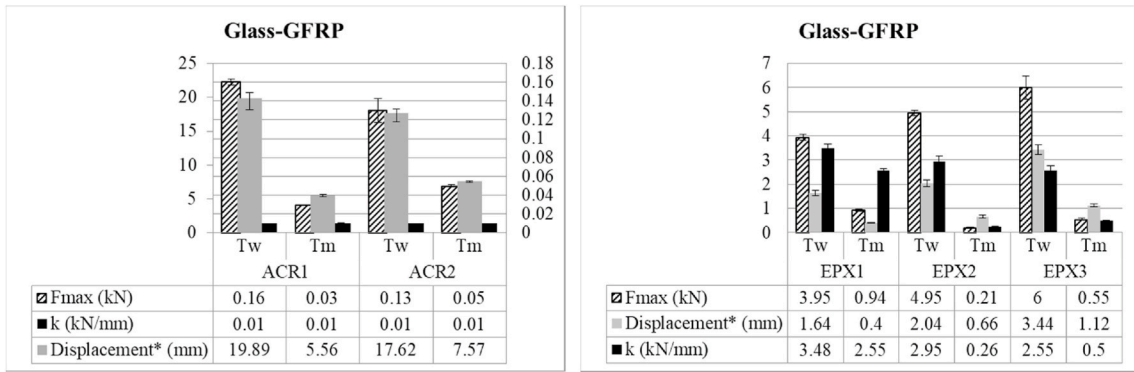 Glass-GFRP
25 0.18
20 0.16
15 0.14
10 0.12
5 0.1
0 0.08
0.06
0.04
0.02
0
Tw Tm Tw Tm
ACR1 ACR2
Fmax (kN) 0.16 0.03 0.13 0.05
k (kN/mm) 0.01 0.01 0.01 0.01
Displacement* (mm) 19.89 5.56 17.62 7.57
Glass-GFRP
7
6
5
4
3
2
1
0
Tw Tm Tw Tm Tw Tm
EPX1 EPX2 EPX3
Fmax (kN) 3.95 0.94 4.95 0.21 6 0.55
Displacement* (mm) 1.64 0.4 2.04 0.66 3.44 1.12
k (kN/mm) 3.48 2.55 2.95 0.26 2.55 0.5